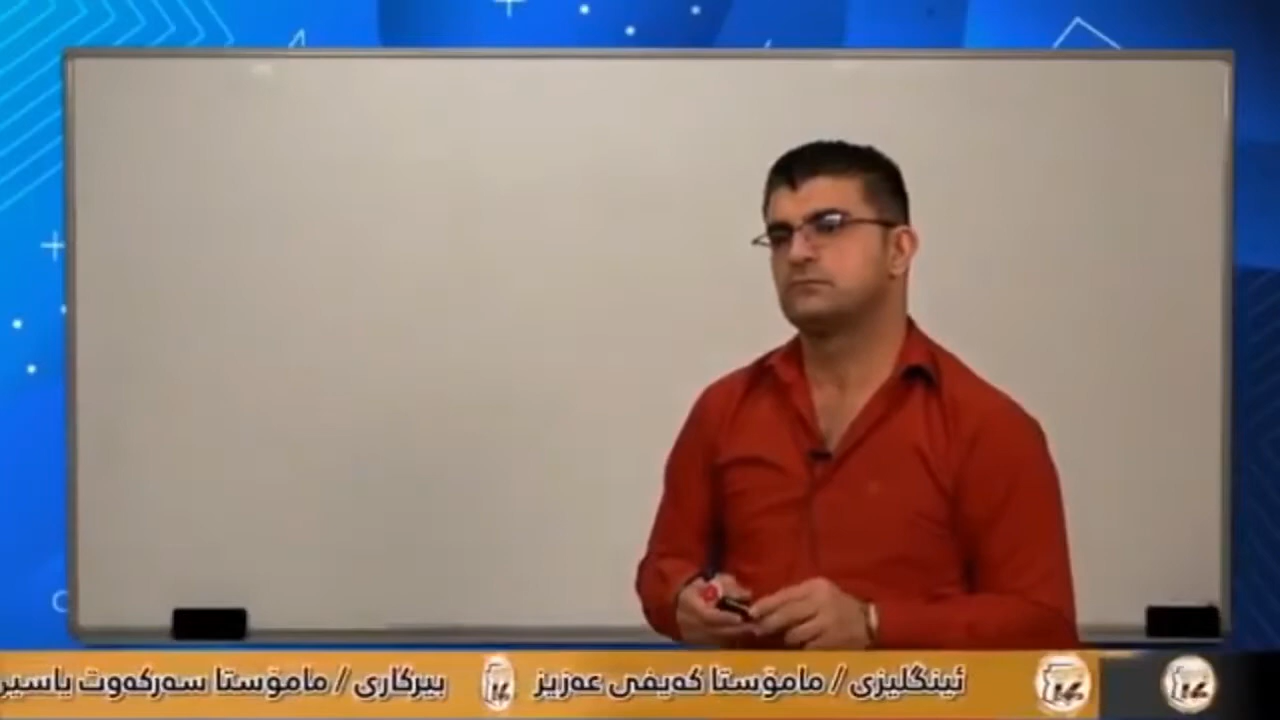 ئینگلیزی / مامۆستا کەیفی عەزیز بیرکاری / مامۆستا سەرکەوت یاسین